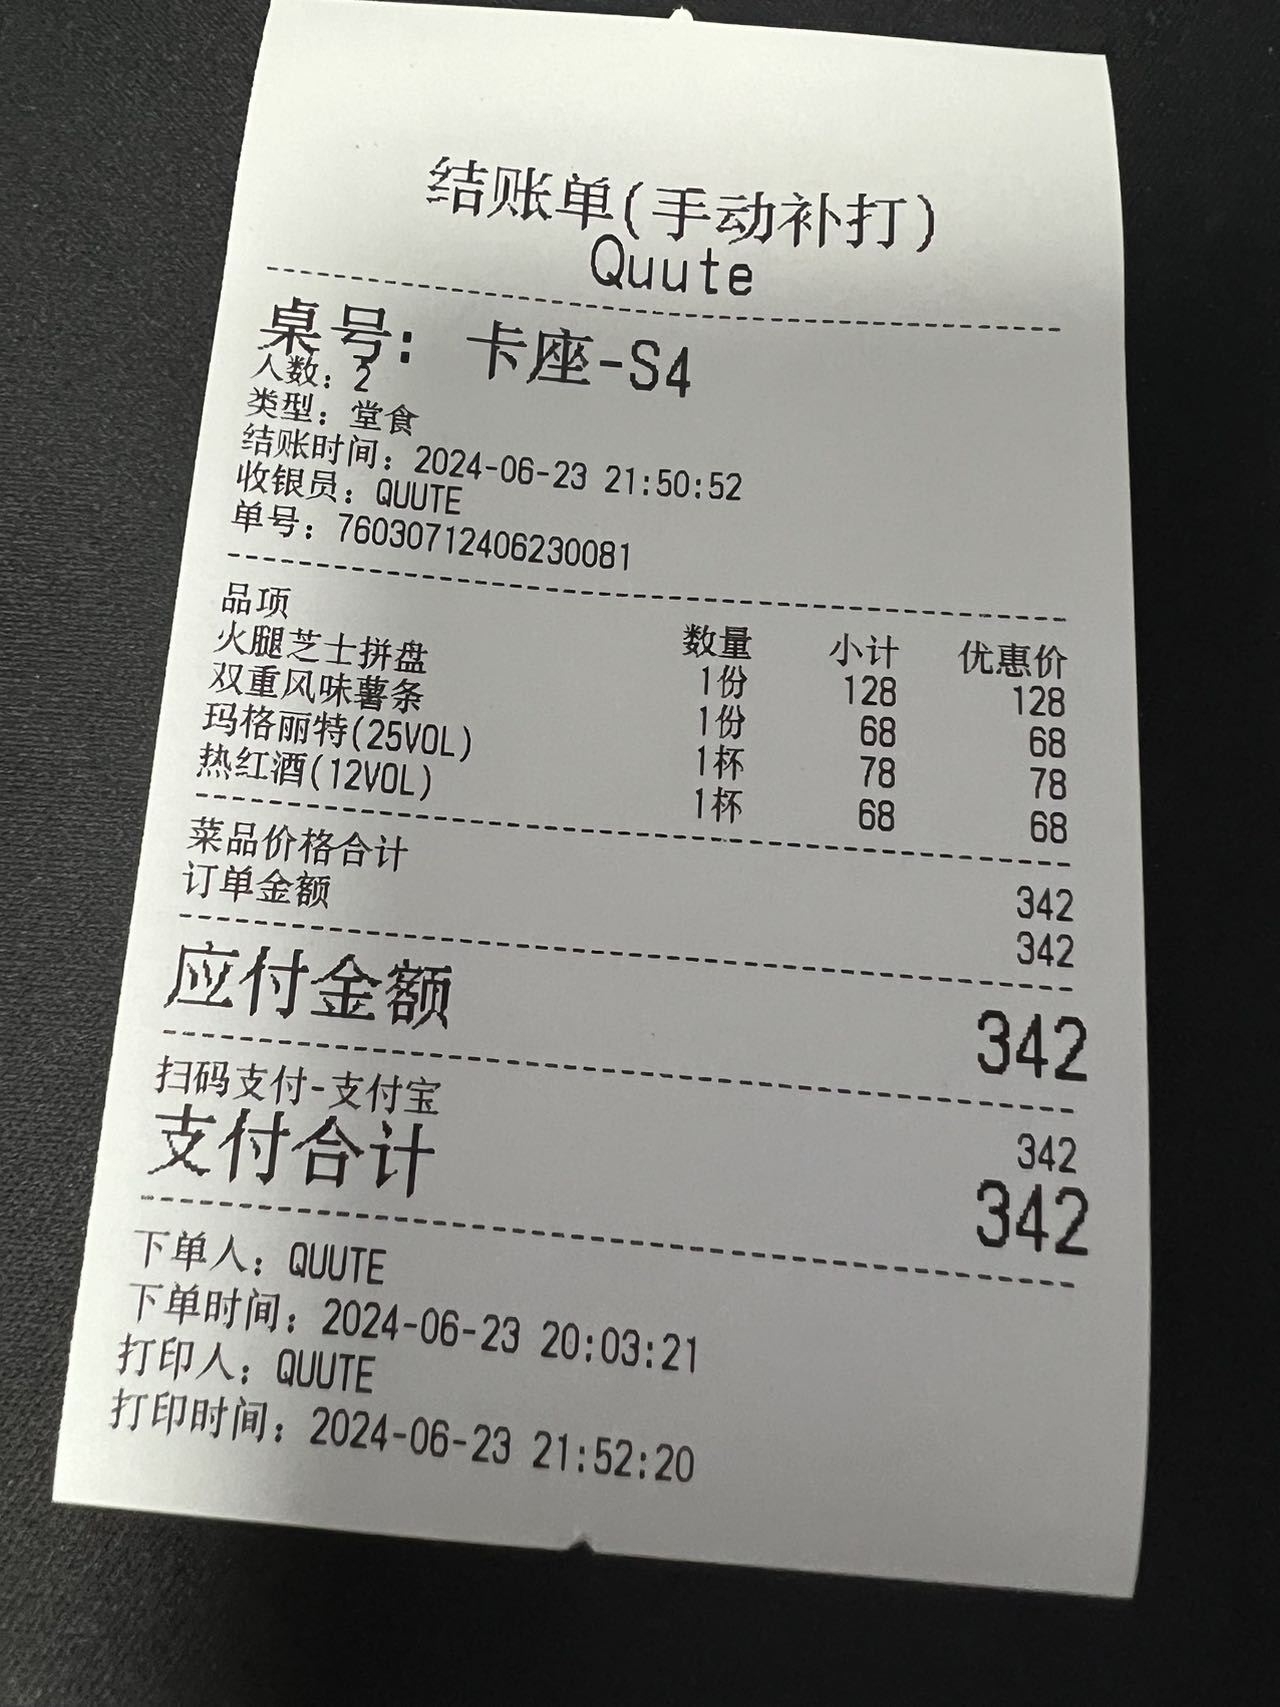 结账单(手动补打)
Quute
桌号: 卡座-S4
人数: 2
类型: 堂食
结账时间: 2024-06-23 21:50:52
收银员: QUUTE
单号: 76030712406230081
品项 数量 小计 优惠价
火腿芝士拼盘 1份 128 128
双重风味薯条 1份 68 68
玛格丽特(25VOL) 1杯 78 78
热红酒(12VOL) 1杯 68 68
菜品价格合计 342
订单金额 342
应付金额 342
扫码支付-支付宝 342
支付合计 342
下单人: QUUTE
下单时间: 2024-06-23 20:03:21
打印人: QUUTE
打印时间: 2024-06-23 21:52:20